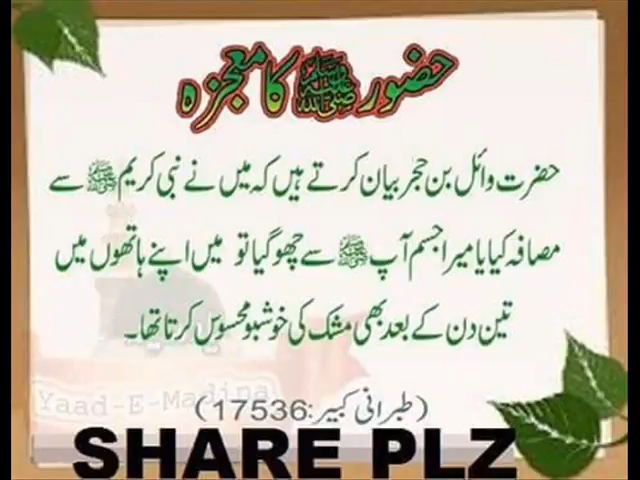 حضور ﷺ کا معجزہ
حضرت وائل بن حجر بیان کرتے ہیں کہ میں نے نبی کریم ﷺ سے
مصافہ کیا یا میرا جسم آپ ﷺ سے چھو گیا تو میں اپنے ہاتھوں میں
تین دن کے بعد بھی مشک کی خوشبو محسوس کرتا تھا۔
Yaad-E-Madina
(طبرانی کبیر:17536)
SHARE PLZ